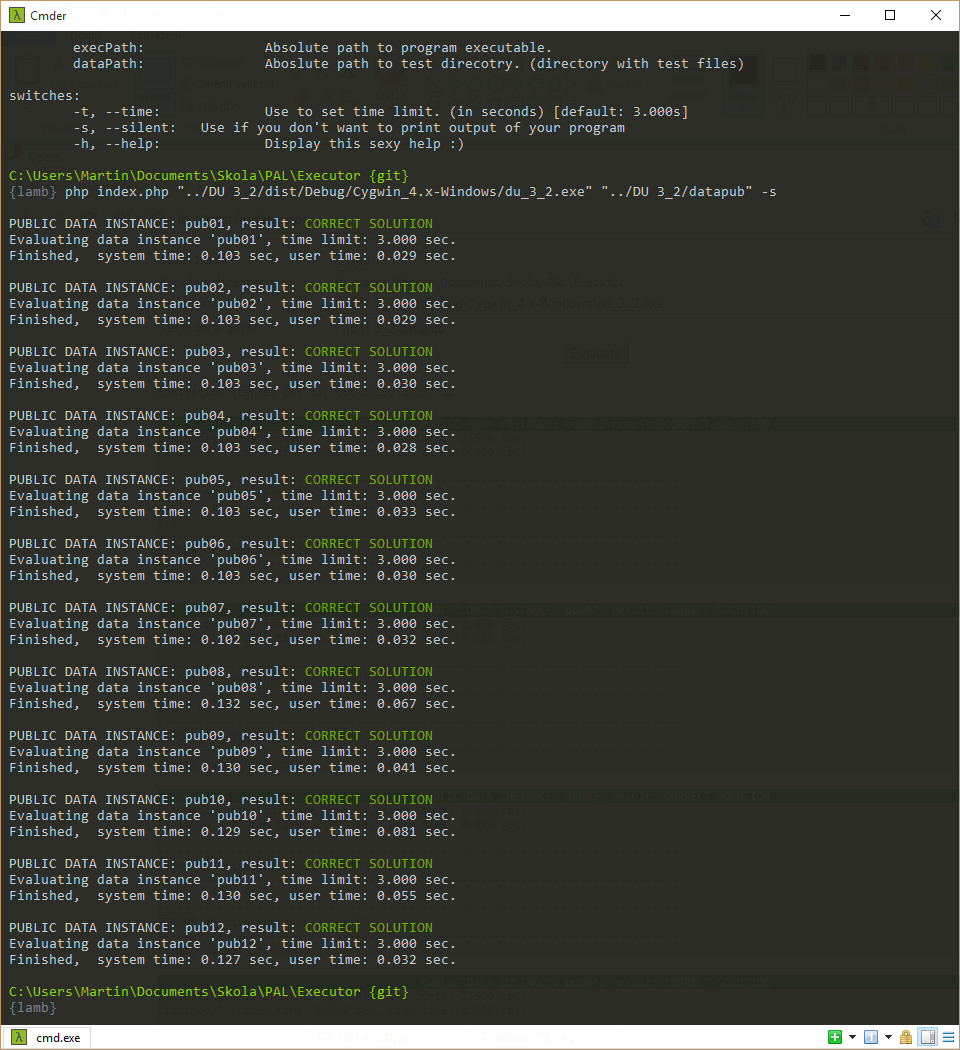 Cmder
execPath: Absolute path to program executable.
dataPath: Aboslute path to test direcotry. (directory with test files)
switches:
-t, --time: Use to set time limit. (in seconds) [default: 3.000s]
-s, --silent: Use if you don't want to print output of your program
-h, --help: Display this sexy help :)
C:\Users\Martin\Documents\Skola\PAL\Executor {git}
{lamb} php index.php "../DU 3_2/dist/Debug/Cygwin_4.x-Windows/du_3_2.exe" "../DU 3_2/datapub" -s
PUBLIC DATA INSTANCE: pub01, result: CORRECT SOLUTION
Evaluating data instance 'pub01', time limit: 3.000 sec.
Finished,  system time: 0.103 sec, user time: 0.029 sec.
PUBLIC DATA INSTANCE: pub02, result: CORRECT SOLUTION
Evaluating data instance 'pub02', time limit: 3.000 sec.
Finished,  system time: 0.103 sec, user time: 0.029 sec.
PUBLIC DATA INSTANCE: pub03, result: CORRECT SOLUTION
Evaluating data instance 'pub03', time limit: 3.000 sec.
Finished,  system time: 0.103 sec, user time: 0.030 sec.
PUBLIC DATA INSTANCE: pub04, result: CORRECT SOLUTION
Evaluating data instance 'pub04', time limit: 3.000 sec.
Finished,  system time: 0.103 sec, user time: 0.028 sec.
PUBLIC DATA INSTANCE: pub05, result: CORRECT SOLUTION
Evaluating data instance 'pub05', time limit: 3.000 sec.
Finished,  system time: 0.103 sec, user time: 0.033 sec.
PUBLIC DATA INSTANCE: pub06, result: CORRECT SOLUTION
Evaluating data instance 'pub06', time limit: 3.000 sec.
Finished,  system time: 0.103 sec, user time: 0.030 sec.
PUBLIC DATA INSTANCE: pub07, result: CORRECT SOLUTION
Evaluating data instance 'pub07', time limit: 3.000 sec.
Finished,  system time: 0.102 sec, user time: 0.032 sec.
PUBLIC DATA INSTANCE: pub08, result: CORRECT SOLUTION
Evaluating data instance 'pub08', time limit: 3.000 sec.
Finished,  system time: 0.132 sec, user time: 0.067 sec.
PUBLIC DATA INSTANCE: pub09, result: CORRECT SOLUTION
Evaluating data instance 'pub09', time limit: 3.000 sec.
Finished,  system time: 0.130 sec, user time: 0.041 sec.
PUBLIC DATA INSTANCE: pub10, result: CORRECT SOLUTION
Evaluating data instance 'pub10', time limit: 3.000 sec.
Finished,  system time: 0.129 sec, user time: 0.081 sec.
PUBLIC DATA INSTANCE: pub11, result: CORRECT SOLUTION
Evaluating data instance 'pub11', time limit: 3.000 sec.
Finished,  system time: 0.130 sec, user time: 0.055 sec.
PUBLIC DATA INSTANCE: pub12, result: CORRECT SOLUTION
Evaluating data instance 'pub12', time limit: 3.000 sec.
Finished,  system time: 0.127 sec, user time: 0.032 sec.
C:\Users\Martin\Documents\Skola\PAL\Executor {git}
{lamb}
cmd.exe